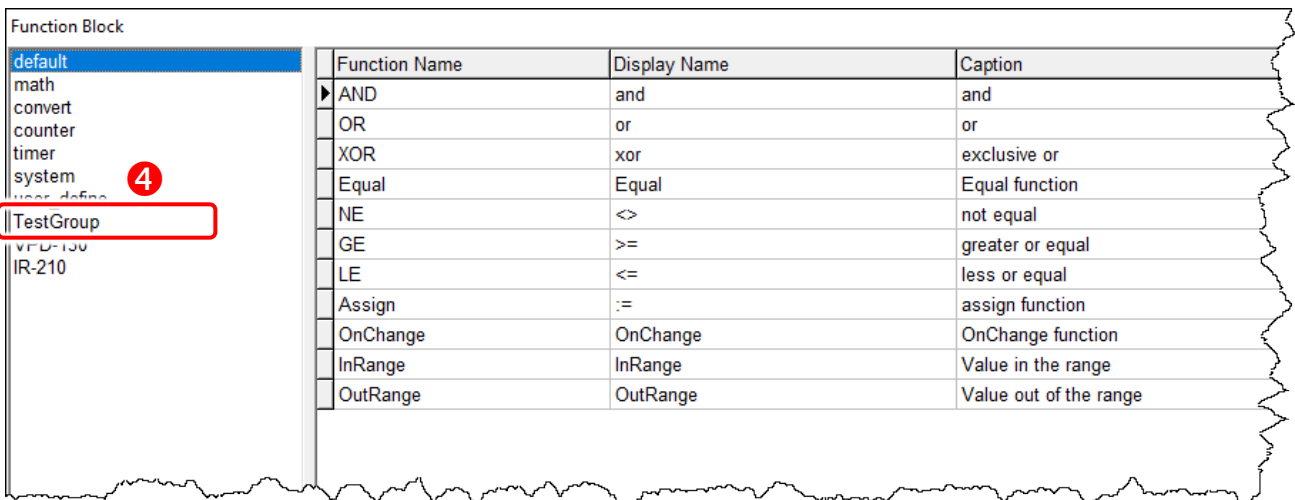 Function Block
default
math
convert
counter
timer
system
4
user_define
TestGroup
VPD-130
IR-210
Function Name Display Name Caption
AND and and
OR or or
XOR xor exclusive or
Equal Equal Equal function
NE <> not equal
GE >= greater or equal
LE <= less or equal
Assign := assign function
OnChange OnChange OnChange function
InRange InRange Value in the range
OutRange OutRange Value out of the range